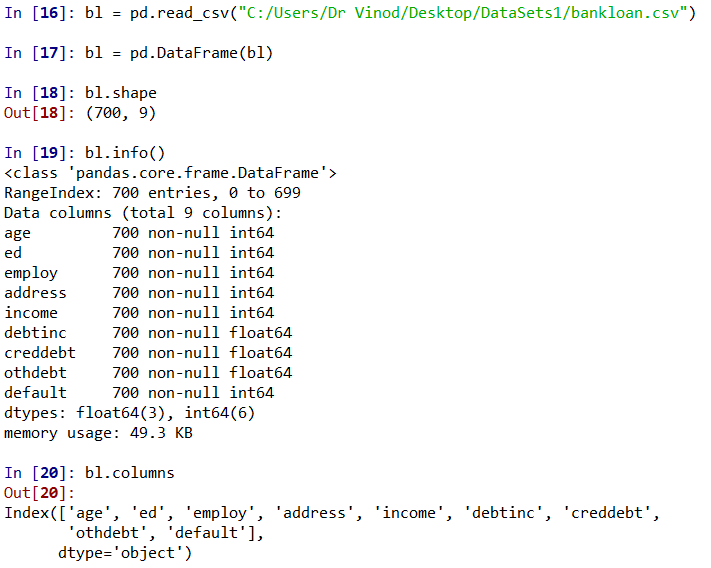 In [16]: bl = pd.read_csv("C:/Users/Dr Vinod/Desktop/DataSets1/bankloan.csv")
In [17]: bl = pd.DataFrame(bl)
In [18]: bl.shape
Out[18]: (700, 9)
In [19]: bl.info()
<class 'pandas.core.frame.DataFrame'>
RangeIndex: 700 entries, 0 to 699
Data columns (total 9 columns):
age         700 non-null int64
ed          700 non-null int64
employ      700 non-null int64
address     700 non-null int64
income      700 non-null int64
debtinc     700 non-null float64
creddebt    700 non-null float64
othdebt     700 non-null float64
default     700 non-null int64
dtypes: float64(3), int64(6)
memory usage: 49.3 KB
In [20]: bl.columns
Out[20]:
Index(['age', 'ed', 'employ', 'address', 'income', 'debtinc', 'creddebt',
       'othdebt', 'default'],
      dtype='object')